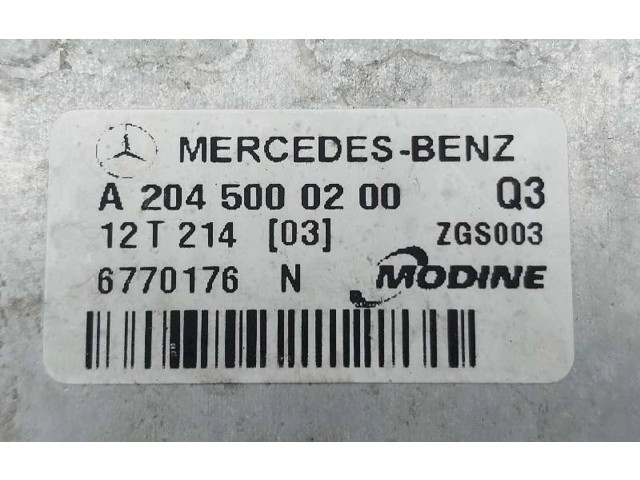 MERCEDES-BENZ
A 204 500 02 00 Q3
12 T 214 [03] ZGS003
6770176 N MODINE